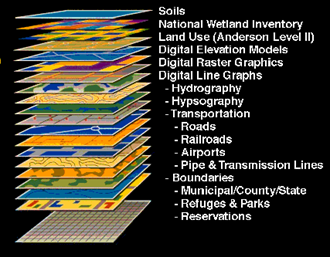 Soils
National Wetland Inventory
Land Use (Anderson Level II)
Digital Elevation Models
Digital Raster Graphics
Digital Line Graphs
- Hydrography
- Hypsography
- Transportation
- Roads
- Railroads
- Airports
- Pipe & Transmission Lines
- Boundaries
- Municipal/County/State
- Refuges & Parks
- Reservations